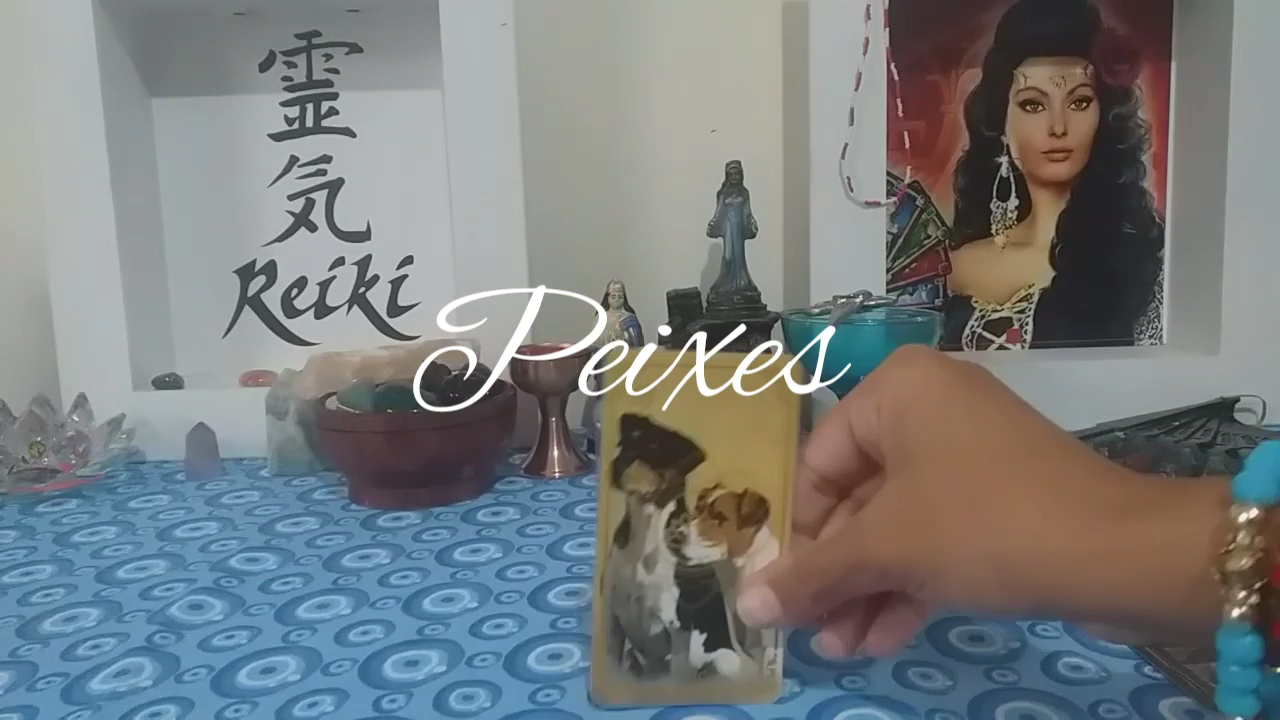 霊
気
Reiki
Peixes